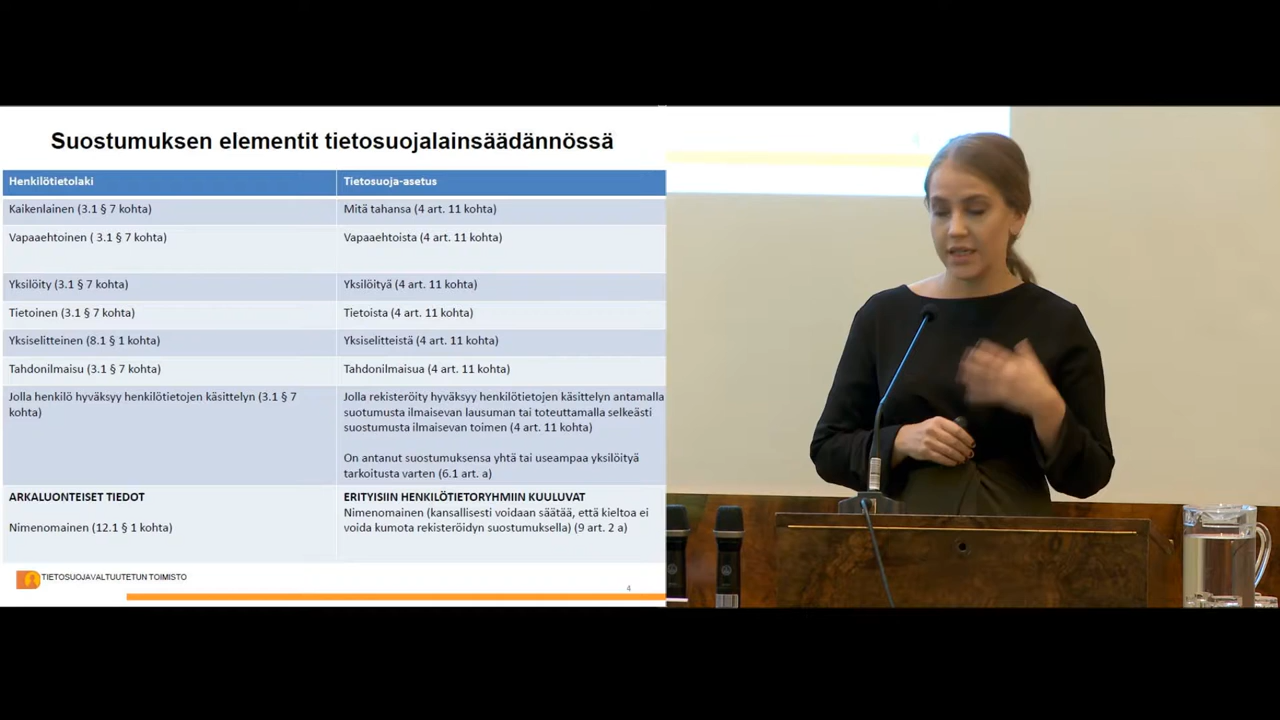 Suostumuksen elementit tietosuojalainsäädännössä
Henkilötietolaki
Tietosuoja-asetus
Kaikenlainen (3.1 § 7 kohta)
Mitä tahansa (4 art. 11 kohta)
Vapaaehtoinen ( 3.1 § 7 kohta)
Vapaaehtoista (4 art. 11 kohta)
Yksilöity (3.1 § 7 kohta)
Yksilöityä (4 art. 11 kohta)
Tietoinen (3.1 § 7 kohta)
Tietoista (4 art. 11 kohta)
Yksiselitteinen (8.1 § 1 kohta)
Yksiselitteistä (4 art. 11 kohta)
Tahdonilmaisu (3.1 § 7 kohta)
Tahdonilmaisua (4 art. 11 kohta)
Jolla henkilö hyväksyy henkilötietojen käsittelyn (3.1 § 7
kohta)
Jolla rekisteröity hyväksyy henkilötietojen käsittelyn antamalla
suotumusta ilmaisevan lausuman tai toteuttamalla selkeästi
suostumusta ilmaisevan toimen (4 art. 11 kohta)
On antanut suostumuksensa yhtä tai useampaa yksilöityä
tarkoitusta varten (6.1 art. a)
ARKALUONTEISET TIEDOT
Nimenomainen (12.1 § 1 kohta)
ERITYISIIN HENKILÖTIETORYHMIIN KUULUVAT
Nimenomainen (kansallisesti voidaan säätää, että kieltoa ei
voida kumota rekisteröidyn suostumuksella) (9 art. 2 a)
TIETOSUOJAVALTUUTETUN TOIMISTO
4